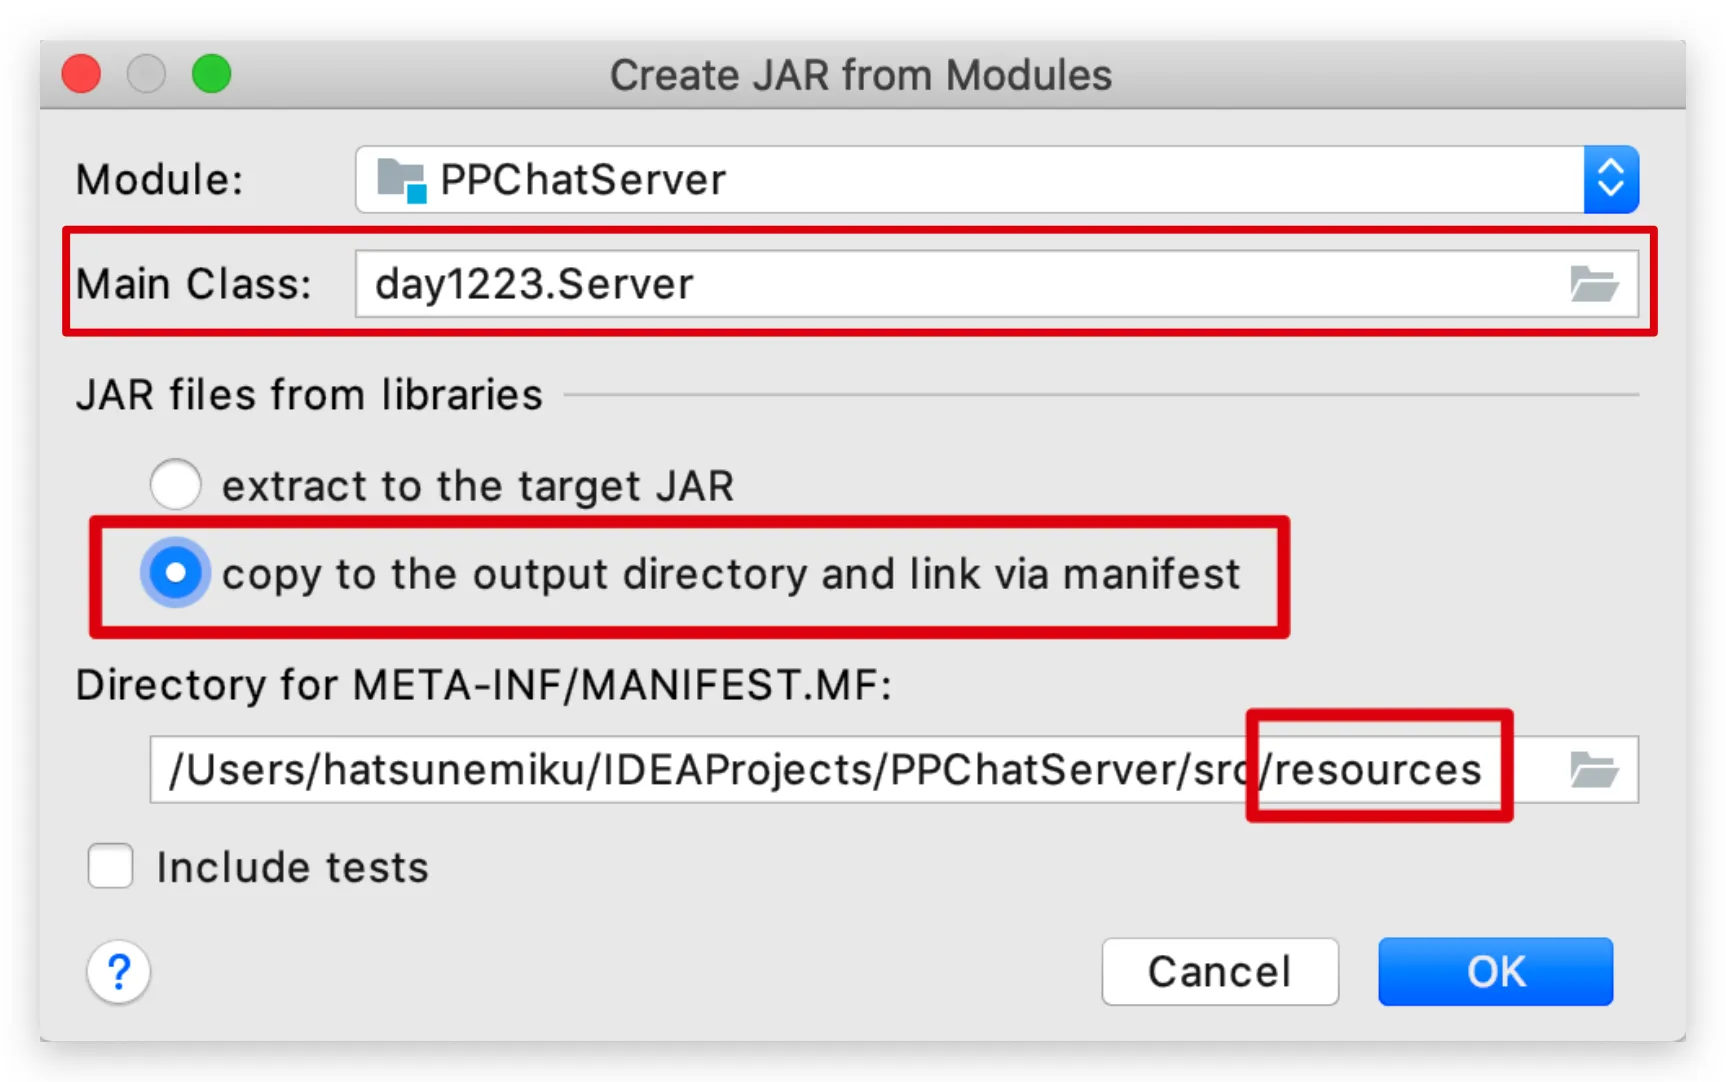 Create JAR from Modules
Module: PPChatServer
Main Class: day1223.Server
JAR files from libraries
extract to the target JAR
copy to the output directory and link via manifest
Directory for META-INF/MANIFEST.MF:
/Users/hatsunemiku/IDEAProjects/PPChatServer/src/resources
Include tests
? Cancel OK